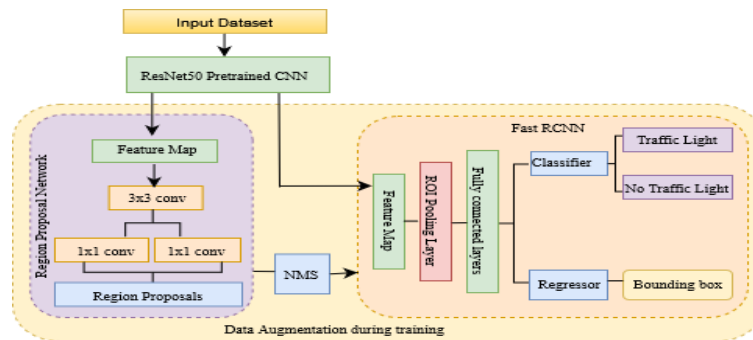 Input Dataset
ResNet50 Pretrained CNN
Region Proposal Network
Feature Map
3x3 conv
1x1 conv
1x1 conv
Region Proposals
NMS
Fast RCNN
Feature Map
ROI Pooling Layer
Fully connected layers
Classifier
Traffic Light
No Traffic Light
Regressor
Bounding box
Data Augmentation during training